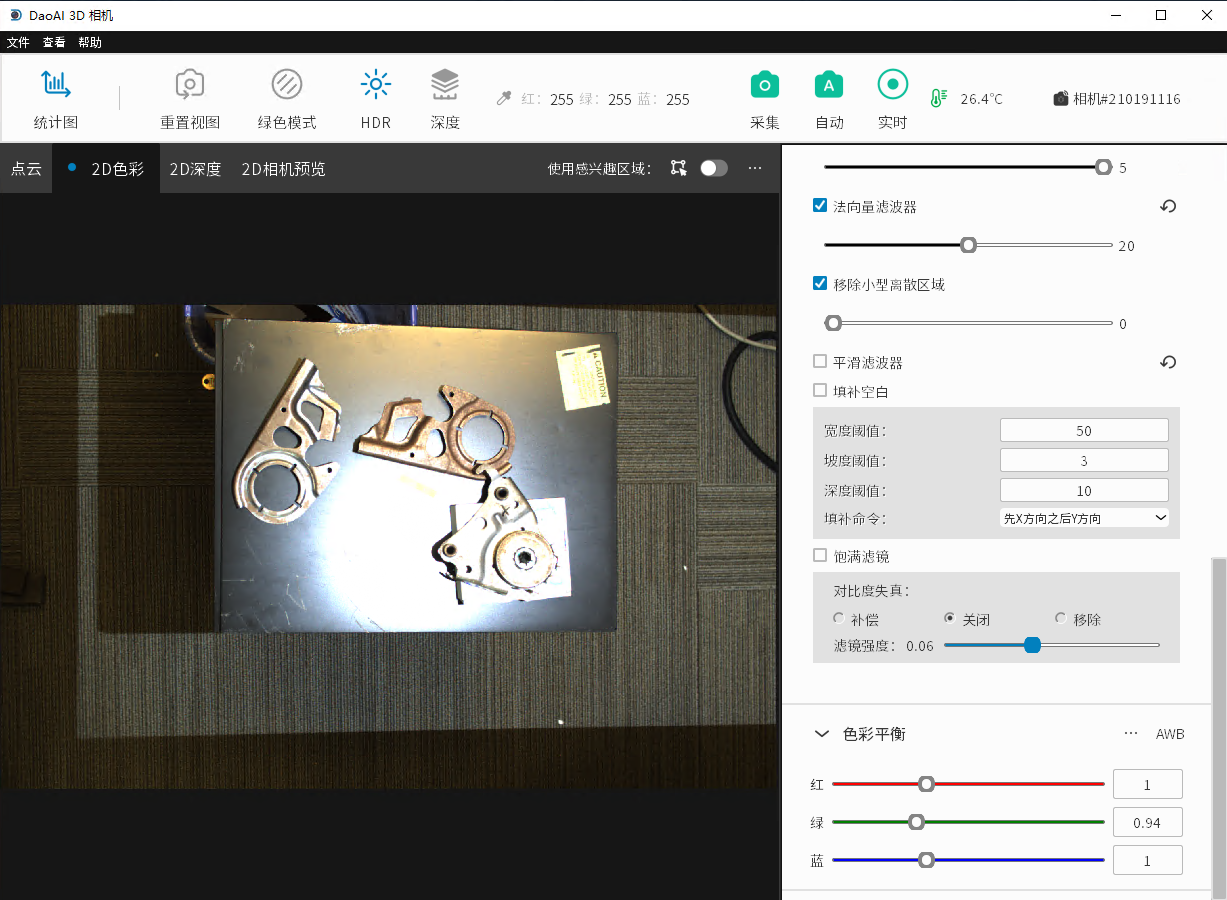 DaoAI 3D 相机
文件 查看 帮助
统计图 重置视图 绿色模式 HDR 深度
红: 255 绿: 255 蓝: 255
采集 自动 实时
26.4℃
相机#210191116
点云 2D色彩 2D深度 2D相机预览 使用感兴趣区域: ...
CAUTION
5
法向量滤波器
20
移除小型离散区域
0
平滑滤波器
填补空白
宽度阈值: 50
坡度阈值: 3
深度阈值: 10
填补命令: 先X方向之后Y方向
饱满滤镜
对比度失真:
补偿 关闭 移除
滤镜强度: 0.06
色彩平衡 ... AWB
红 1
绿 0.94
蓝 1